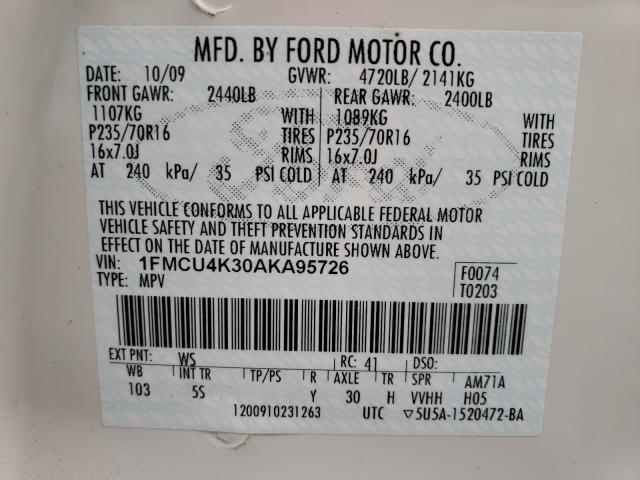 MFD. BY FORD MOTOR CO.
DATE: 10/09 GVWR: 4720LB/ 2141KG
FRONT GAWR: 2440LB REAR GAWR: 2400LB
1107KG WITH 1089KG WITH
P235/70R16 TIRES P235/70R16 TIRES
16x7.0J RIMS 16x7.0J RIMS
AT 240 kPa/ 35 PSI COLD AT 240 kPa/ 35 PSI COLD
THIS VEHICLE CONFORMS TO ALL APPLICABLE FEDERAL MOTOR
VEHICLE SAFETY AND THEFT PREVENTION STANDARDS IN
EFFECT ON THE DATE OF MANUFACTURE SHOWN ABOVE.
VIN: 1FMCU4K30AKA95726 F0074
TYPE: MPV T0203
EXT PNT: WS RC: 41 DSO:
WB INT TR TP/PS R AXLE TR SPR AM71A
103 5S Y 30 H VVHH H05
1200910231263 UTC ▽5U5A-1520472-BA